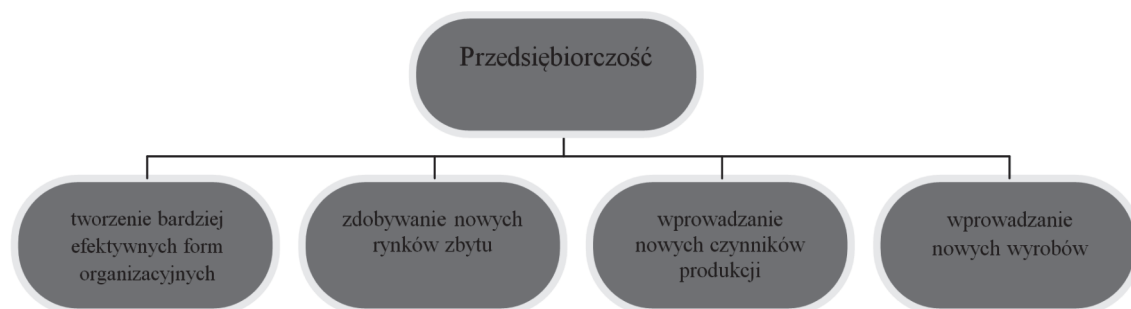 Przedsiębiorczość
tworzenie bardziej
efektywnych form
organizacyjnych
zdobywanie nowych
rynków zbytu
wprowadzanie
nowych czynników
produkcji
wprowadzanie
nowych wyrobów